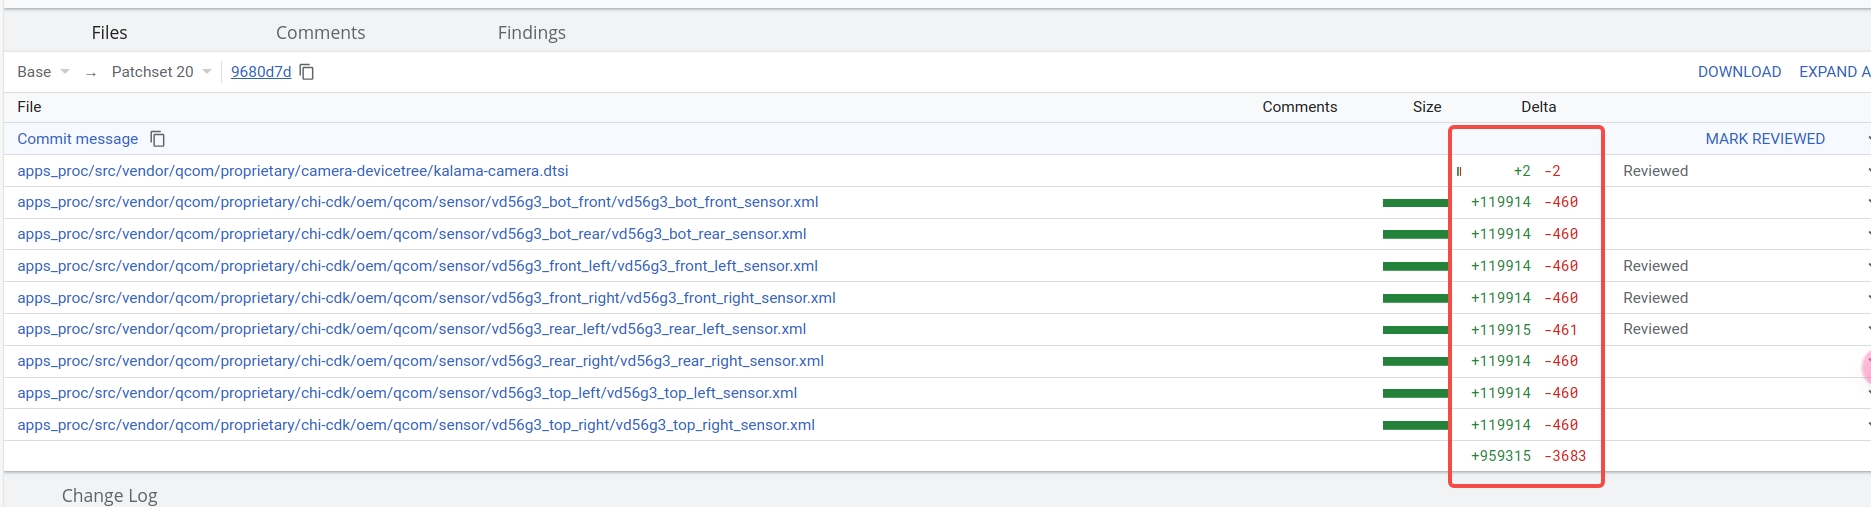 Files Comments Findings
Base → Patchset 20 9680d7d DOWNLOAD EXPAND A
File Comments Size Delta
Commit message MARK REVIEWED
apps_proc/src/vendor/qcom/proprietary/camera-devicetree/kalama-camera.dtsi +2 -2 Reviewed
apps_proc/src/vendor/qcom/proprietary/chi-cdk/oem/qcom/sensor/vd56g3_bot_front/vd56g3_bot_front_sensor.xml +119914 -460
apps_proc/src/vendor/qcom/proprietary/chi-cdk/oem/qcom/sensor/vd56g3_bot_rear/vd56g3_bot_rear_sensor.xml +119914 -460
apps_proc/src/vendor/qcom/proprietary/chi-cdk/oem/qcom/sensor/vd56g3_front_left/vd56g3_front_left_sensor.xml +119914 -460 Reviewed
apps_proc/src/vendor/qcom/proprietary/chi-cdk/oem/qcom/sensor/vd56g3_front_right/vd56g3_front_right_sensor.xml +119914 -460 Reviewed
apps_proc/src/vendor/qcom/proprietary/chi-cdk/oem/qcom/sensor/vd56g3_rear_left/vd56g3_rear_left_sensor.xml +119915 -461 Reviewed
apps_proc/src/vendor/qcom/proprietary/chi-cdk/oem/qcom/sensor/vd56g3_rear_right/vd56g3_rear_right_sensor.xml +119914 -460
apps_proc/src/vendor/qcom/proprietary/chi-cdk/oem/qcom/sensor/vd56g3_top_left/vd56g3_top_left_sensor.xml +119914 -460
apps_proc/src/vendor/qcom/proprietary/chi-cdk/oem/qcom/sensor/vd56g3_top_right/vd56g3_top_right_sensor.xml +119914 -460
+959315 -3683
Change Log